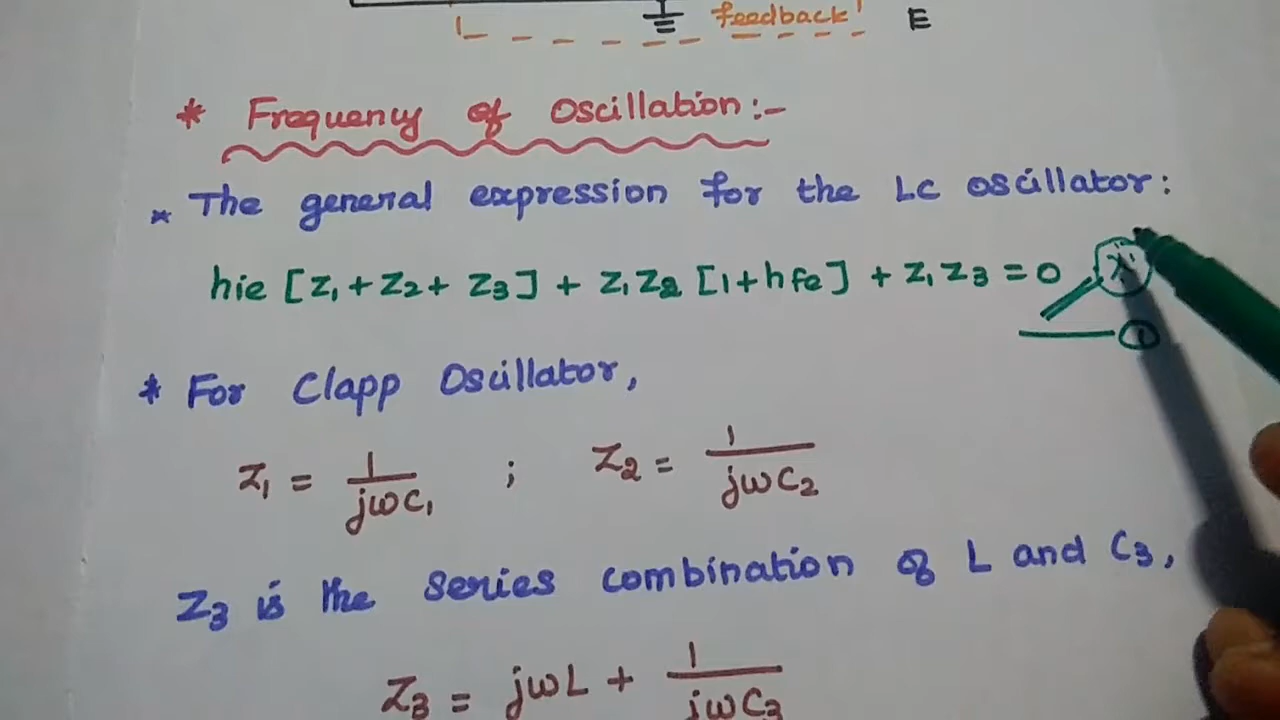 feedback! E
* Frequency of Oscillation:-
* The general expression for the LC oscillator:
hie [Z₁ + Z₂ + Z₃] + Z₁Z₂ [1+hfe] + Z₁Z₃ = 0
①
* For Clapp Oscillator,
Z₁ = 1/jωC₁ ; Z₂ = 1/jωC₂
Z₃ is the series combination of L and C₃,
Z₃ = jωL + 1/jωC₃